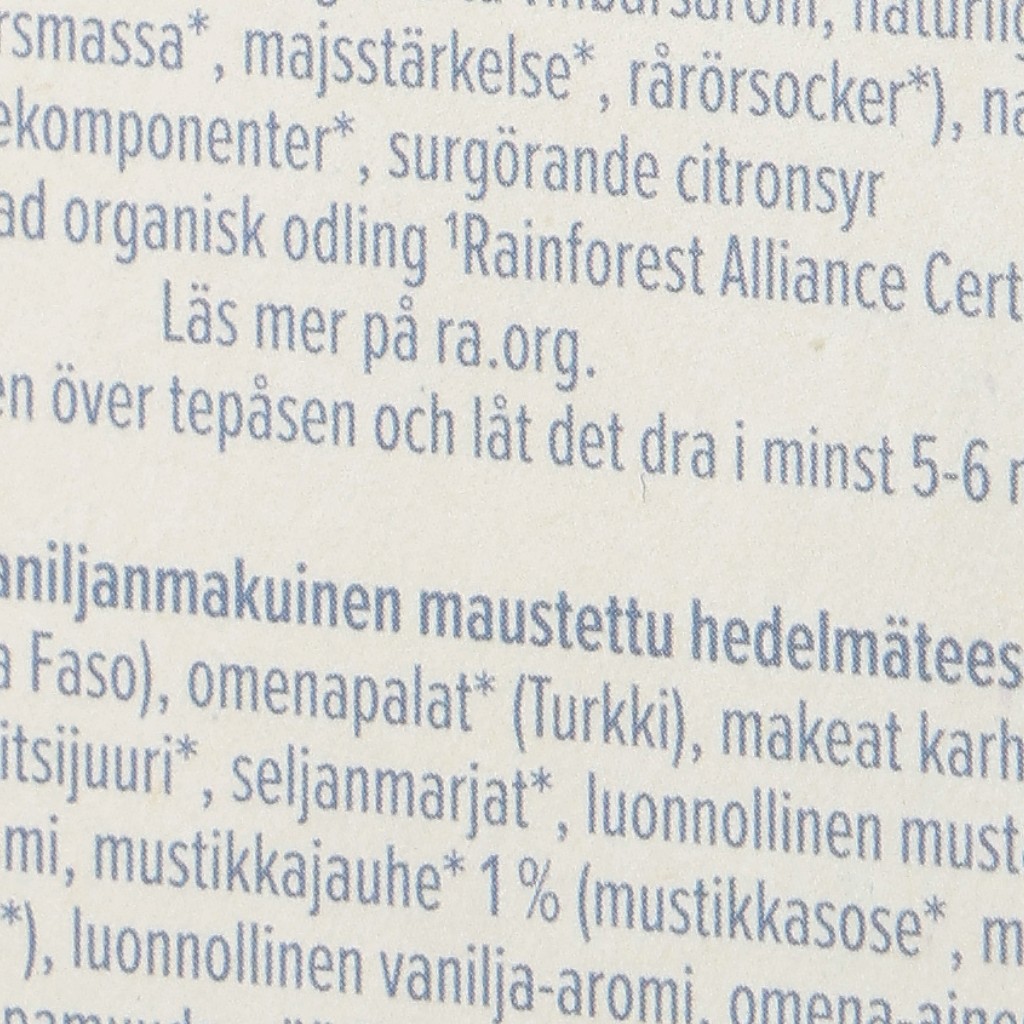 rsmassa*, majsstärkelse*, rårörsocker*), na
ekomponenter*, surgörande citronsyr
ad organisk odling ¹Rainforest Alliance Cert
Läs mer på ra.org.
en över tepåsen och låt det dra i minst 5-6 r
aniljanmakuinen maustettu hedelmätees
a Faso), omenapalat* (Turkki), makeat karh
itsijuuri*, seljanmarjat*, luonnollinen must
mi, mustikkajauhe* 1 % (mustikkasose*, m
*), luonnollinen vanilja-aromi, omena-aine